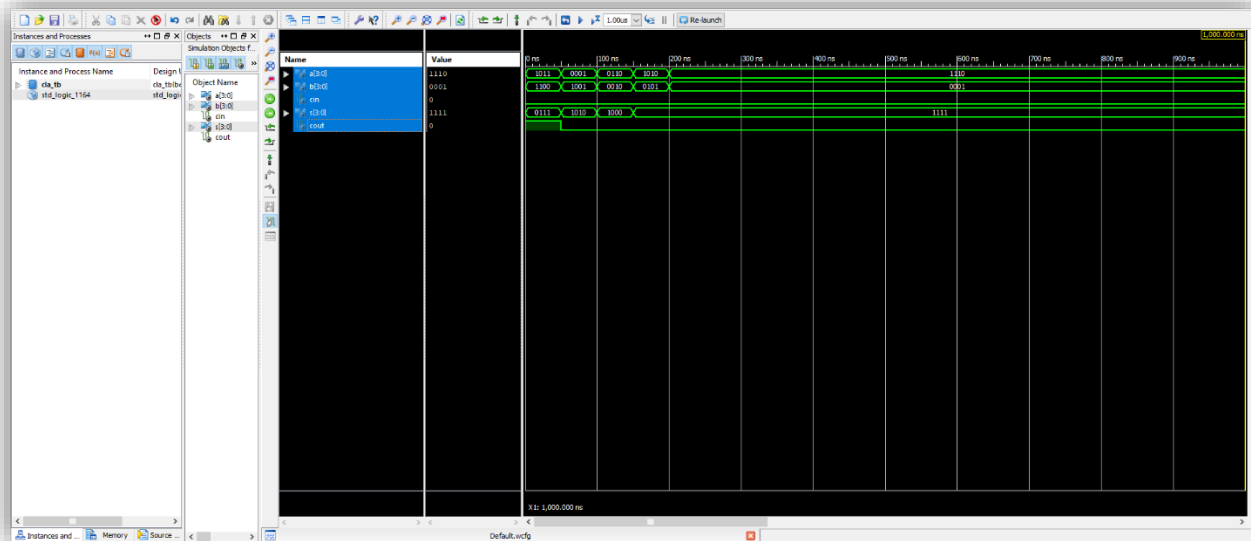 1.00us
Re-launch
Instances and Processes
Instance and Process Name
cla_tb
std_logic_1164
Objects
Simulation Objects f...
Object Name
a[3:0]
b[3:0]
cin
s[3:0]
cout
Name
Value
a[3:0] 1110
b[3:0] 0001
cin 0
s[3:0] 1111
cout 0
1,000.000 ns
0 ns 100 ns 200 ns 300 ns 400 ns 500 ns 600 ns 700 ns 800 ns 900 ns
1011 0001 0110 1010 1110
1100 1001 0010 0101 0001
0111 1010 1000 1111
X1: 1,000.000 ns
Instances and ... Memory Source ...
Default.wcfg